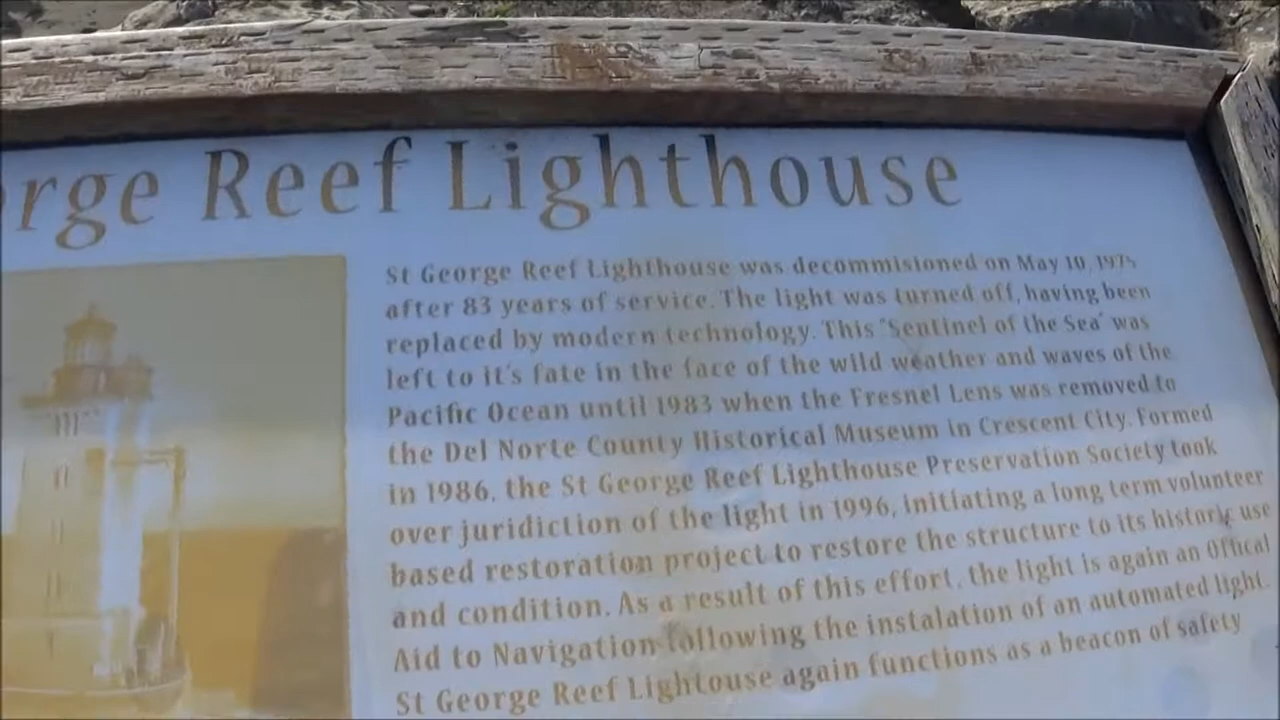 orge Reef Lighthouse
St George Reef Lighthouse was decommisioned on May 10, 1975
after 83 years of service. The light was turned off, having been
replaced by modern technology. This "Sentinel of the Sea" was
left to it's fate in the face of the wild weather and waves of the
Pacific Ocean until 1983 when the Fresnel Lens was removed to
the Del Norte County Historical Museum in Crescent City. Formed
in 1986, the St George Reef Lighthouse Preservation Society took
over juridiction of the light in 1996, initiating a long term volunteer
based restoration project to restore the structure to its historic use
and condition. As a result of this effort, the light is again an Offical
Aid to Navigation following the instalation of an automated light.
St George Reef Lightouse again functions as a beacon of safety